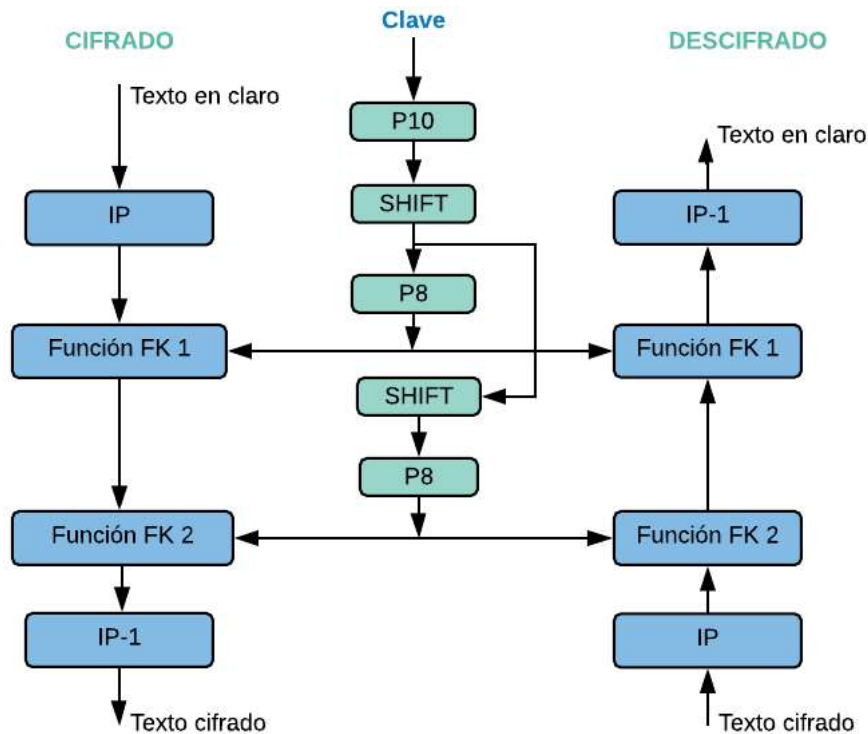 CIFRADO
Texto en claro
IP
Función FK 1
Función FK 2
IP-1
Texto cifrado
Clave
P10
SHIFT
P8
SHIFT
P8
DESCIFRADO
Texto en claro
IP-1
Función FK 1
Función FK 2
IP
Texto cifrado